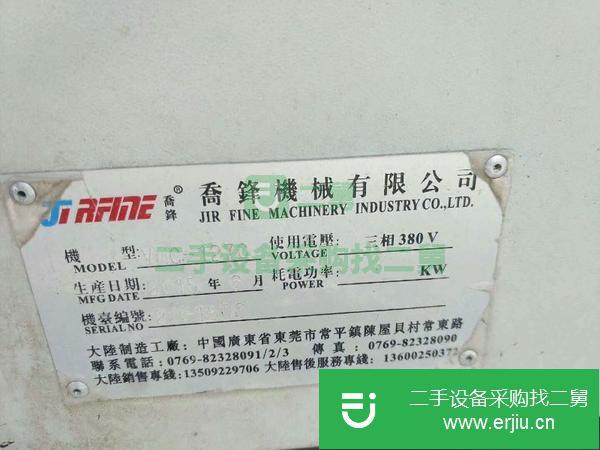 JIRFINE 喬鋒 ® 喬鋒機械有限公司
JIR FINE MACHINERY INDUSTRY CO.,LTD.
機型: 使用電壓: 三相380V
MODEL VOLTAGE
二手设备采购找二舅
生産日期: 年 月 耗電功率: KW
MFG DATE POWER
機臺編號
SERIAL NO
大陸制造工廠: 中國廣東省東莞市常平鎮陳屋貝村常東路
聯系電話: 0769-82328091/2/3 傳真: 0769-82328090
大陸銷售專綫: 13509229706 大陸售後服務專綫: 13600250372
二手设备采购找二舅
www.erjiu.cn